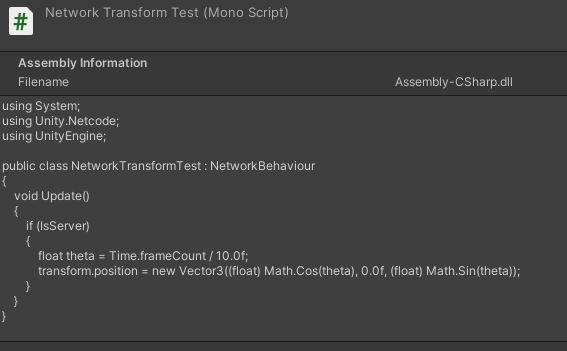 #
Network Transform Test (Mono Script)
Assembly Information
Filename Assembly-CSharp.dll
using System;
using Unity.Netcode;
using UnityEngine;

public class NetworkTransformTest : NetworkBehaviour
{
    void Update()
    {
        if (IsServer)
        {
            float theta = Time.frameCount / 10.0f;
            transform.position = new Vector3((float) Math.Cos(theta), 0.0f, (float) Math.Sin(theta));
        }
    }
}